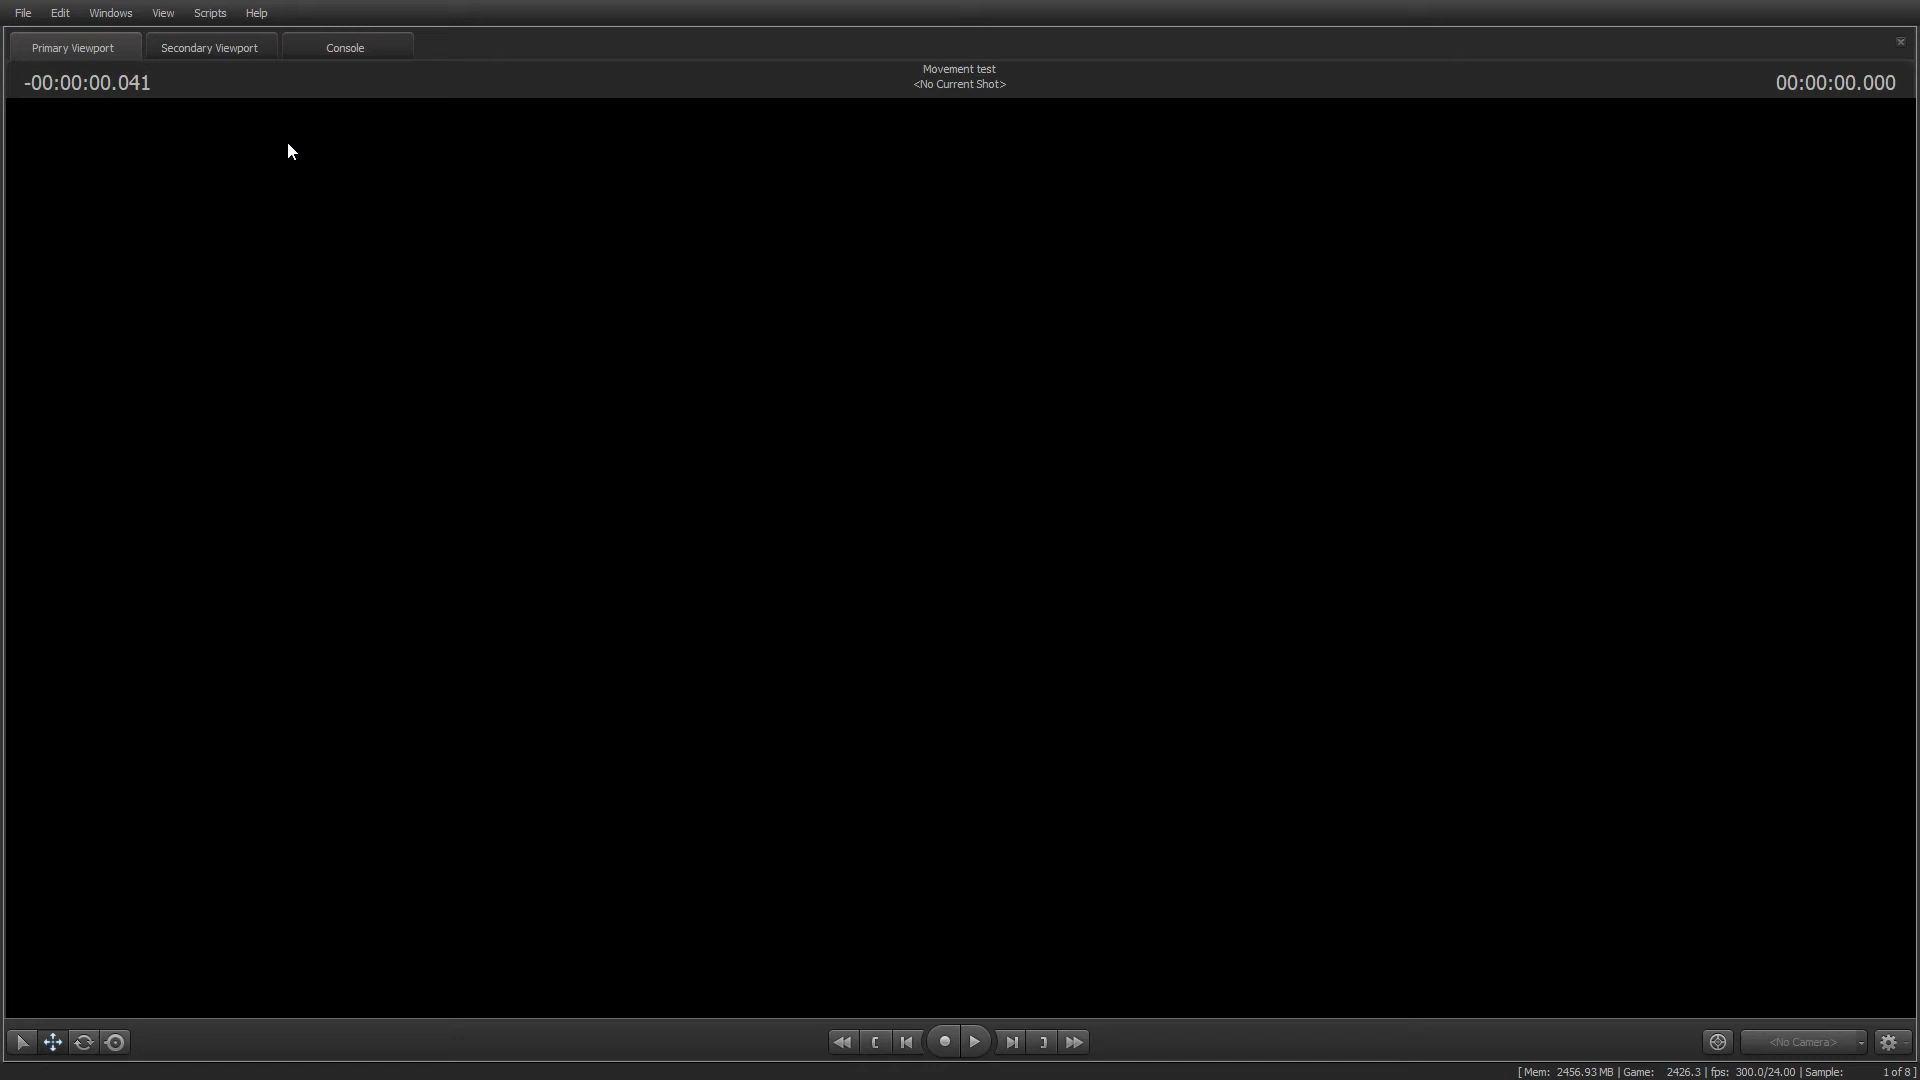 File Edit Windows View Scripts Help
Primary Viewport Secondary Viewport Console
-00:00:00.041
Movement test
<No Current Shot>
00:00:00.000
<No Camera>
[ Mem: 2456.93 MB | Game: 2426.3 | fps: 300.0/24.00 | Sample: 1 of 8 ]